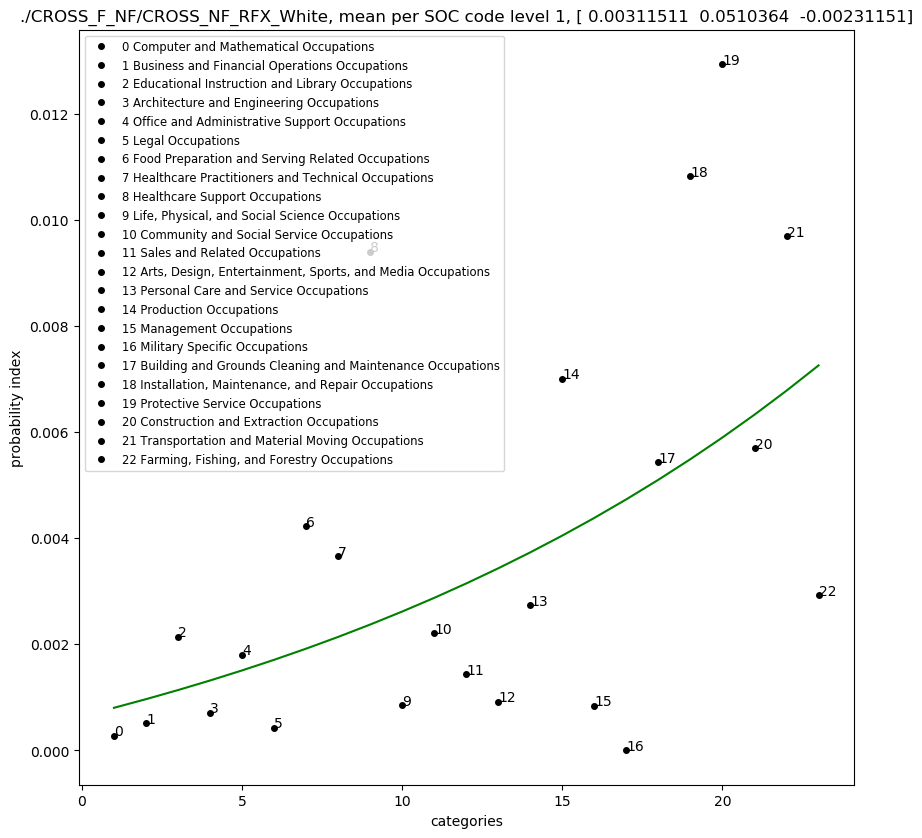 ./CROSS_F_NF/CROSS_NF_RFX_White, mean per SOC code level 1, [ 0.00311511  0.0510364  -0.00231151]
0 Computer and Mathematical Occupations
1 Business and Financial Operations Occupations
2 Educational Instruction and Library Occupations
3 Architecture and Engineering Occupations
4 Office and Administrative Support Occupations
5 Legal Occupations
6 Food Preparation and Serving Related Occupations
7 Healthcare Practitioners and Technical Occupations
8 Healthcare Support Occupations
9 Life, Physical, and Social Science Occupations
10 Community and Social Service Occupations
11 Sales and Related Occupations
12 Arts, Design, Entertainment, Sports, and Media Occupations
13 Personal Care and Service Occupations
14 Production Occupations
15 Management Occupations
16 Military Specific Occupations
17 Building and Grounds Cleaning and Maintenance Occupations
18 Installation, Maintenance, and Repair Occupations
19 Protective Service Occupations
20 Construction and Extraction Occupations
21 Transportation and Material Moving Occupations
22 Farming, Fishing, and Forestry Occupations
19
18
8
21
14
20
17
6
7
22
13
10
2
4
11
12
9
15
3
1
5
0
16
0.012
0.010
0.008
0.006
0.004
0.002
0.000
probability index
0 5 10 15 20
categories